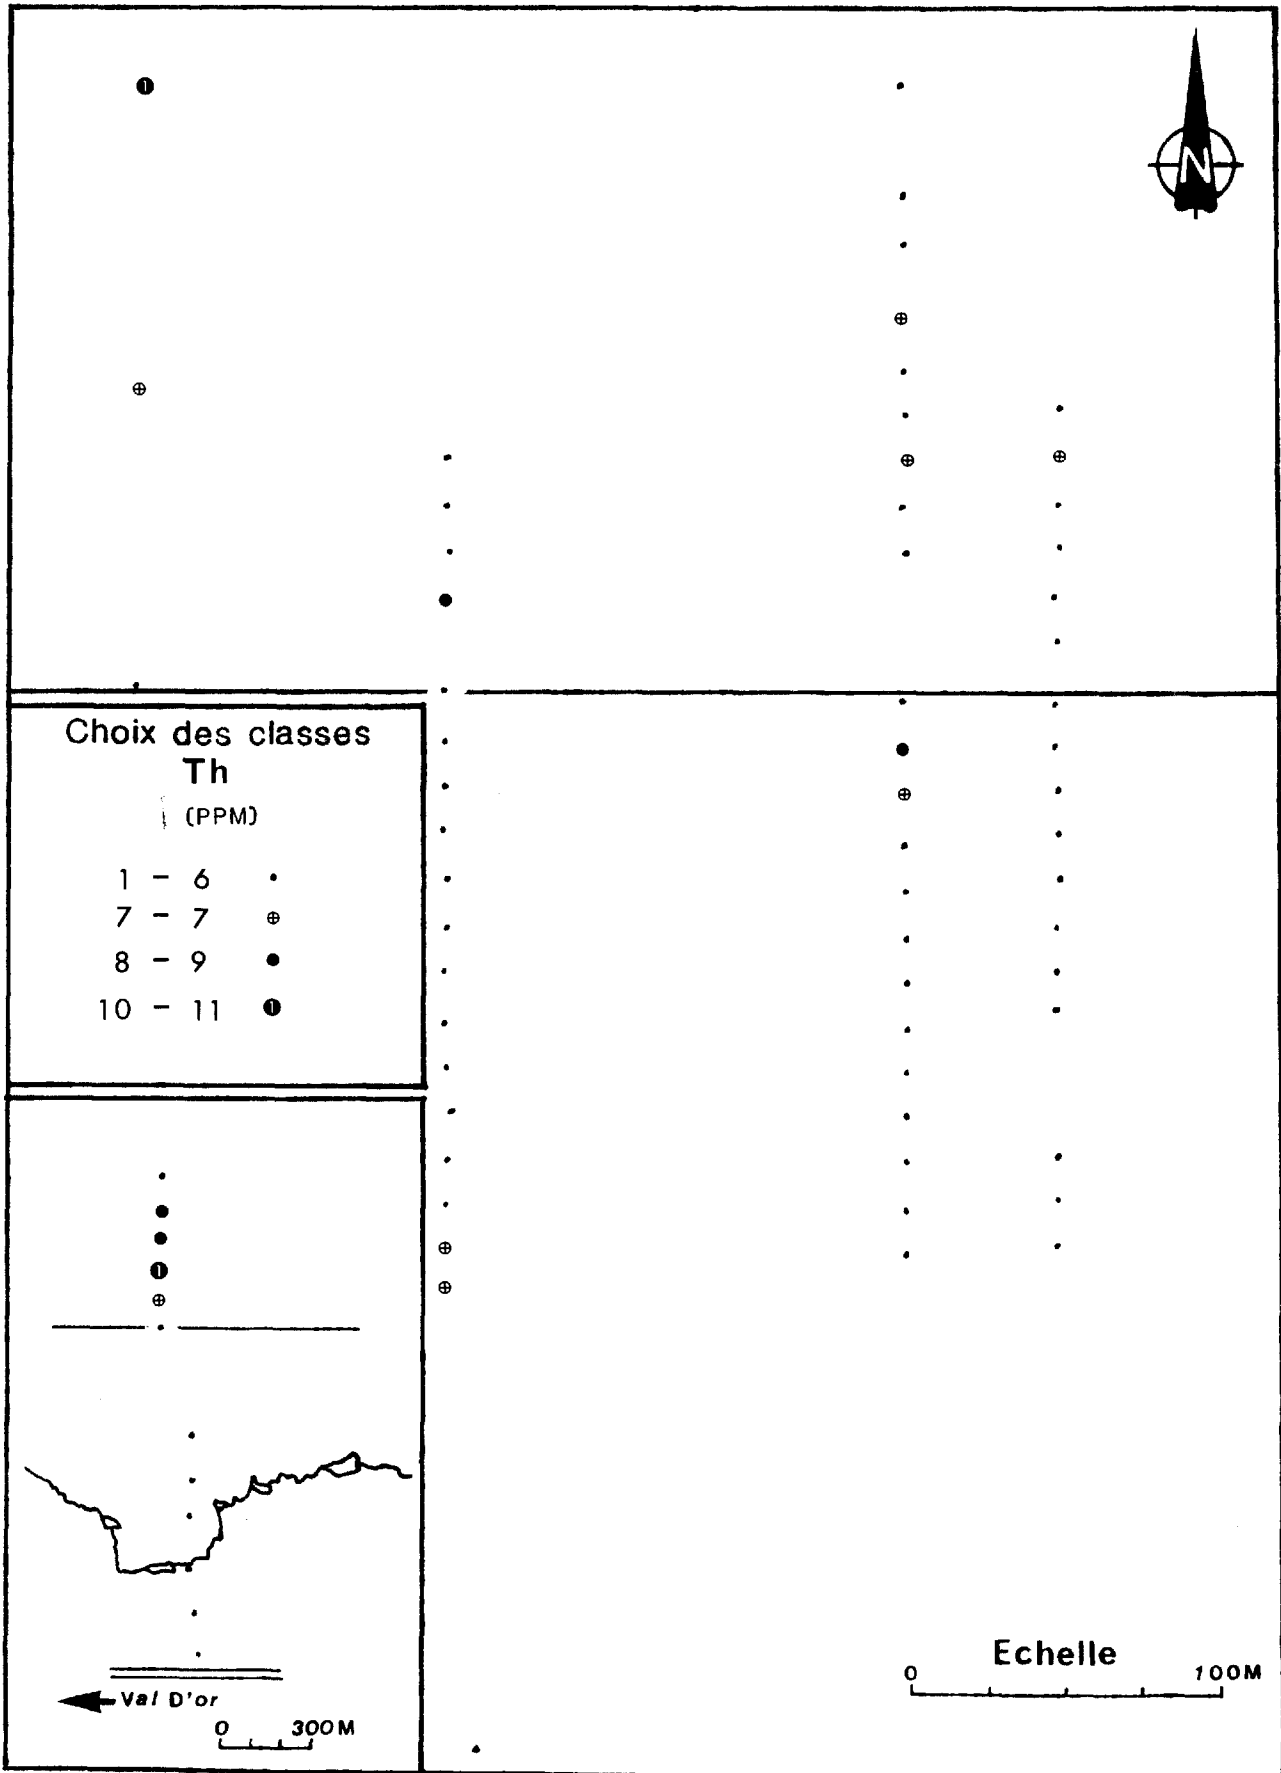 N
Choix des classes
Th
(PPM)
1 - 6
7 - 7
8 - 9
10 - 11
Val D'or
0 300M
Echelle
0 100M